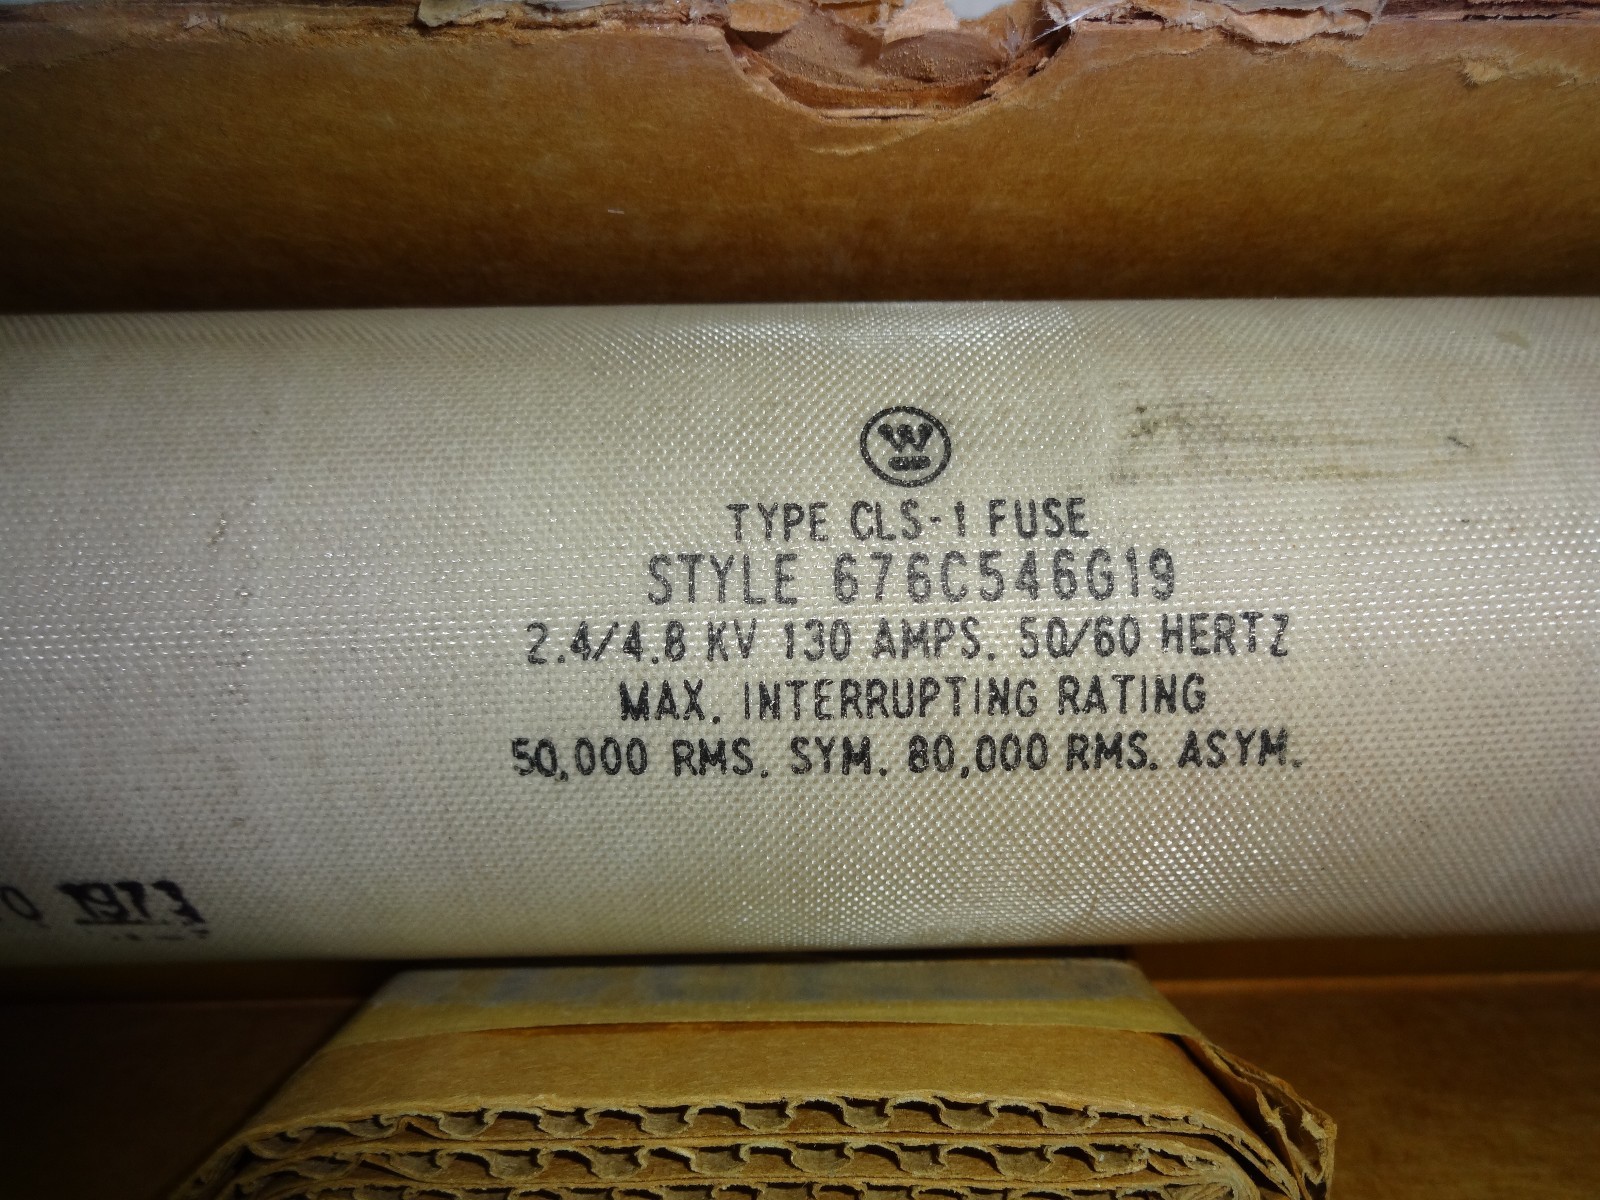 W
TYPE CLS-1 FUSE
STYLE 676C546G19
2.4/4.8 KV 130 AMPS. 50/60 HERTZ
MAX. INTERRUPTING RATING
50,000 RMS. SYM. 80,000 RMS. ASYM.